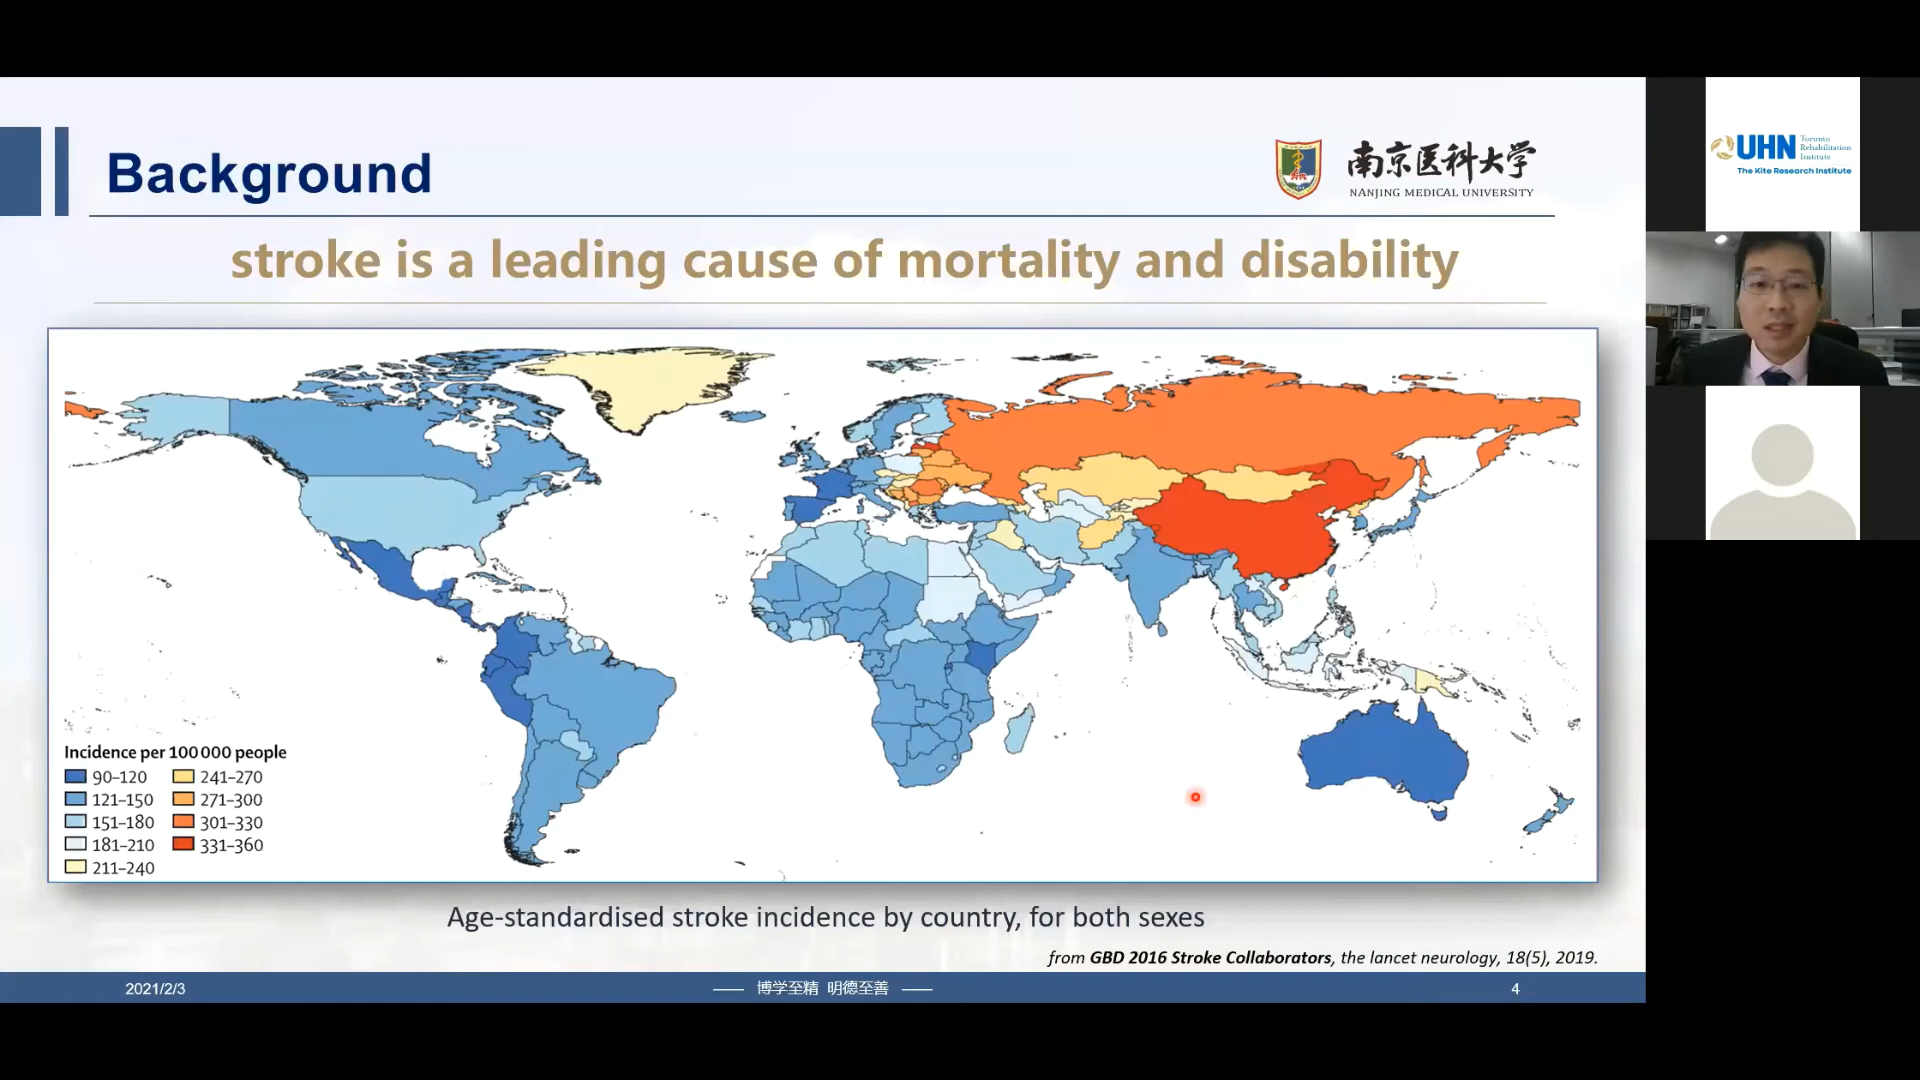 Background
南京医科大学
NANJING MEDICAL UNIVERSITY
stroke is a leading cause of mortality and disability
Incidence per 100 000 people
90–120
121–150
151–180
181–210
211–240
241–270
271–300
301–330
331–360
Age-standardised stroke incidence by country, for both sexes
from GBD 2016 Stroke Collaborators, the lancet neurology, 18(5), 2019.
2021/2/3
—— 博学至精 明德至善 ——
4
UHN
Toronto
Rehabilitation
Institute
The Kite Research Institute